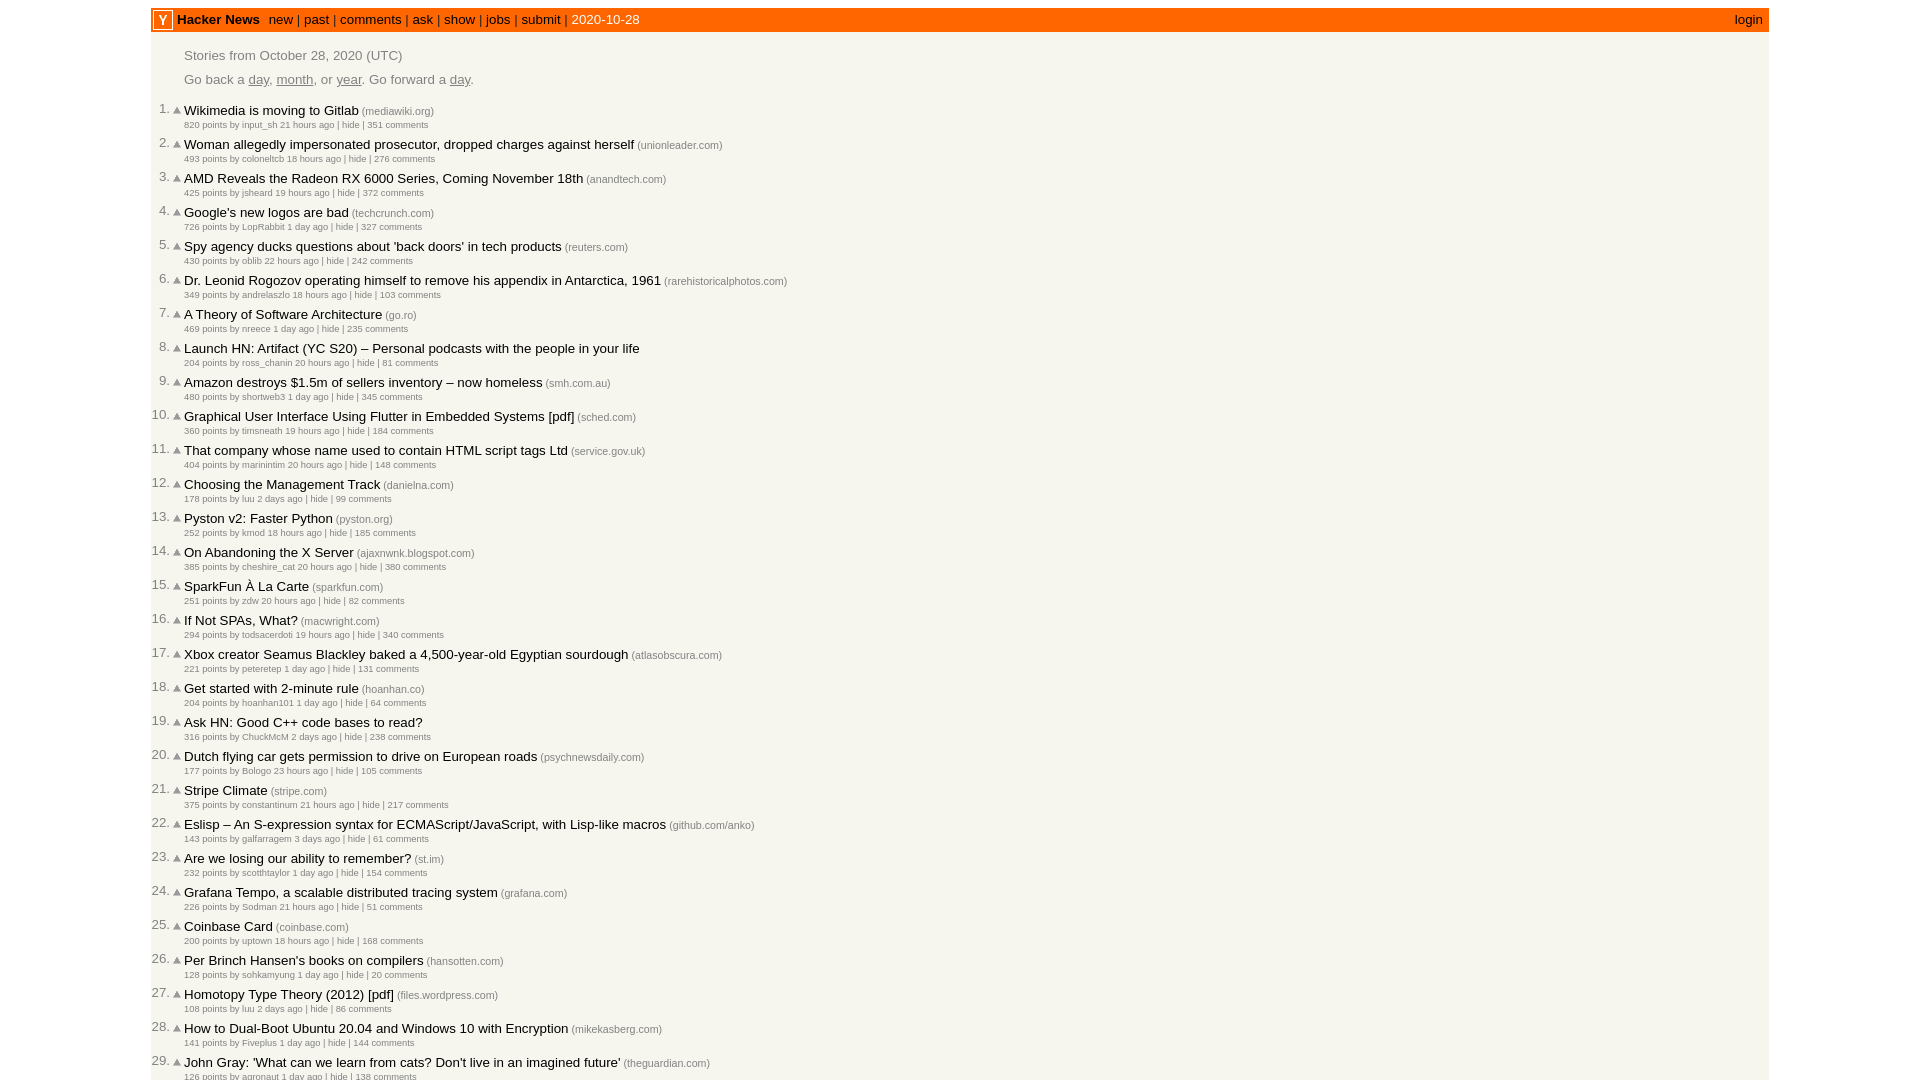 Y Hacker News new | past | comments | ask | show | jobs | submit | 2020-10-28 login
Stories from October 28, 2020 (UTC)
Go back a day, month, or year. Go forward a day.
1. Wikimedia is moving to Gitlab (mediawiki.org)
820 points by input_sh 21 hours ago | hide | 351 comments
2. Woman allegedly impersonated prosecutor, dropped charges against herself (unionleader.com)
493 points by coloneltcb 18 hours ago | hide | 276 comments
3. AMD Reveals the Radeon RX 6000 Series, Coming November 18th (anandtech.com)
425 points by jsheard 19 hours ago | hide | 372 comments
4. Google's new logos are bad (techcrunch.com)
726 points by LopRabbit 1 day ago | hide | 327 comments
5. Spy agency ducks questions about 'back doors' in tech products (reuters.com)
430 points by oblib 22 hours ago | hide | 242 comments
6. Dr. Leonid Rogozov operating himself to remove his appendix in Antarctica, 1961 (rarehistoricalphotos.com)
349 points by andrelaszlo 18 hours ago | hide | 103 comments
7. A Theory of Software Architecture (go.ro)
469 points by nreece 1 day ago | hide | 235 comments
8. Launch HN: Artifact (YC S20) – Personal podcasts with the people in your life
204 points by ross_chanin 20 hours ago | hide | 81 comments
9. Amazon destroys $1.5m of sellers inventory – now homeless (smh.com.au)
480 points by shortweb3 1 day ago | hide | 345 comments
10. Graphical User Interface Using Flutter in Embedded Systems [pdf] (sched.com)
360 points by timsneath 19 hours ago | hide | 184 comments
11. That company whose name used to contain HTML script tags Ltd (service.gov.uk)
404 points by marinintim 20 hours ago | hide | 148 comments
12. Choosing the Management Track (danielna.com)
178 points by luu 2 days ago | hide | 99 comments
13. Pyston v2: Faster Python (pyston.org)
252 points by kmod 18 hours ago | hide | 185 comments
14. On Abandoning the X Server (ajaxnwnk.blogspot.com)
385 points by cheshire_cat 20 hours ago | hide | 380 comments
15. SparkFun À La Carte (sparkfun.com)
251 points by zdw 20 hours ago | hide | 82 comments
16. If Not SPAs, What? (macwright.com)
294 points by todsacerdoti 19 hours ago | hide | 340 comments
17. Xbox creator Seamus Blackley baked a 4,500-year-old Egyptian sourdough (atlasobscura.com)
221 points by peteretep 1 day ago | hide | 131 comments
18. Get started with 2-minute rule (hoanhan.co)
204 points by hoanhan101 1 day ago | hide | 64 comments
19. Ask HN: Good C++ code bases to read?
316 points by ChuckMcM 2 days ago | hide | 238 comments
20. Dutch flying car gets permission to drive on European roads (psychnewsdaily.com)
177 points by Bologo 23 hours ago | hide | 105 comments
21. Stripe Climate (stripe.com)
375 points by constantinum 21 hours ago | hide | 217 comments
22. Eslisp – An S-expression syntax for ECMAScript/JavaScript, with Lisp-like macros (github.com/anko)
143 points by galfarragem 3 days ago | hide | 61 comments
23. Are we losing our ability to remember? (st.im)
232 points by scotthtaylor 1 day ago | hide | 154 comments
24. Grafana Tempo, a scalable distributed tracing system (grafana.com)
226 points by Sodman 21 hours ago | hide | 51 comments
25. Coinbase Card (coinbase.com)
200 points by uptown 18 hours ago | hide | 168 comments
26. Per Brinch Hansen's books on compilers (hansotten.com)
128 points by sohkamyung 1 day ago | hide | 20 comments
27. Homotopy Type Theory (2012) [pdf] (files.wordpress.com)
108 points by luu 2 days ago | hide | 86 comments
28. How to Dual-Boot Ubuntu 20.04 and Windows 10 with Encryption (mikekasberg.com)
141 points by Fiveplus 1 day ago | hide | 144 comments
29. John Gray: 'What can we learn from cats? Don't live in an imagined future' (theguardian.com)
126 points by agronaut 1 day ago | hide | 138 comments